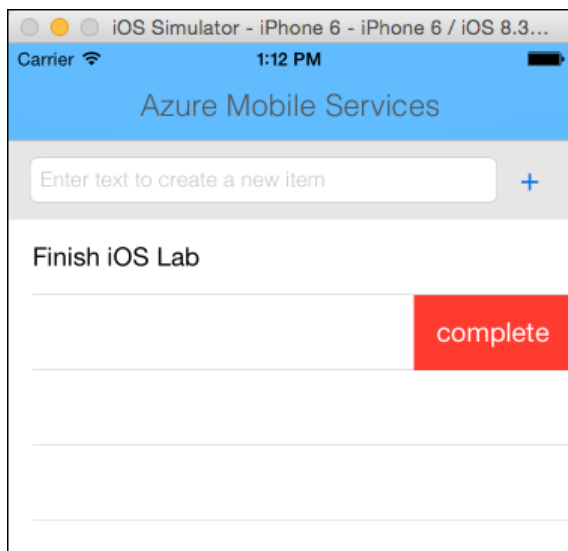 iOS Simulator - iPhone 6 - iPhone 6 / iOS 8.3...
Carrier 1:12 PM
Azure Mobile Services
Enter text to create a new item +
Finish iOS Lab
complete